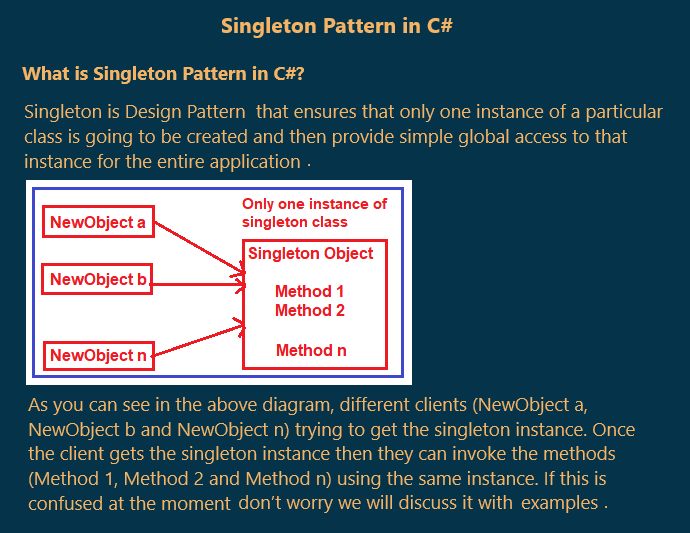 Singleton Pattern in C#
What is Singleton Pattern in C#?
Singleton is Design Pattern that ensures that only one instance of a particular
class is going to be created and then provide simple global access to that
instance for the entire application .
Only one instance of
singleton class
NewObject a
NewObject b
NewObject n
Singleton Object
Method 1
Method 2
Method n
As you can see in the above diagram, different clients (NewObject a,
NewObject b and NewObject n) trying to get the singleton instance. Once
the client gets the singleton instance then they can invoke the methods
(Method 1, Method 2 and Method n) using the same instance. If this is
confused at the moment don’t worry we will discuss it with examples .